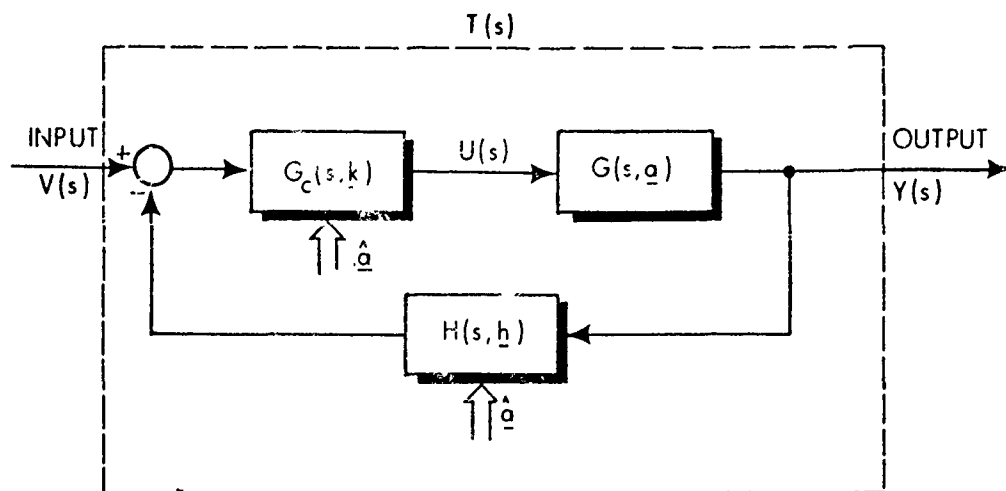 T(s)
INPUT
+
V(s)
-
G_c(s, k)
U(s)
G(s, a)
OUTPUT
Y(s)
â
H(s, h)
â